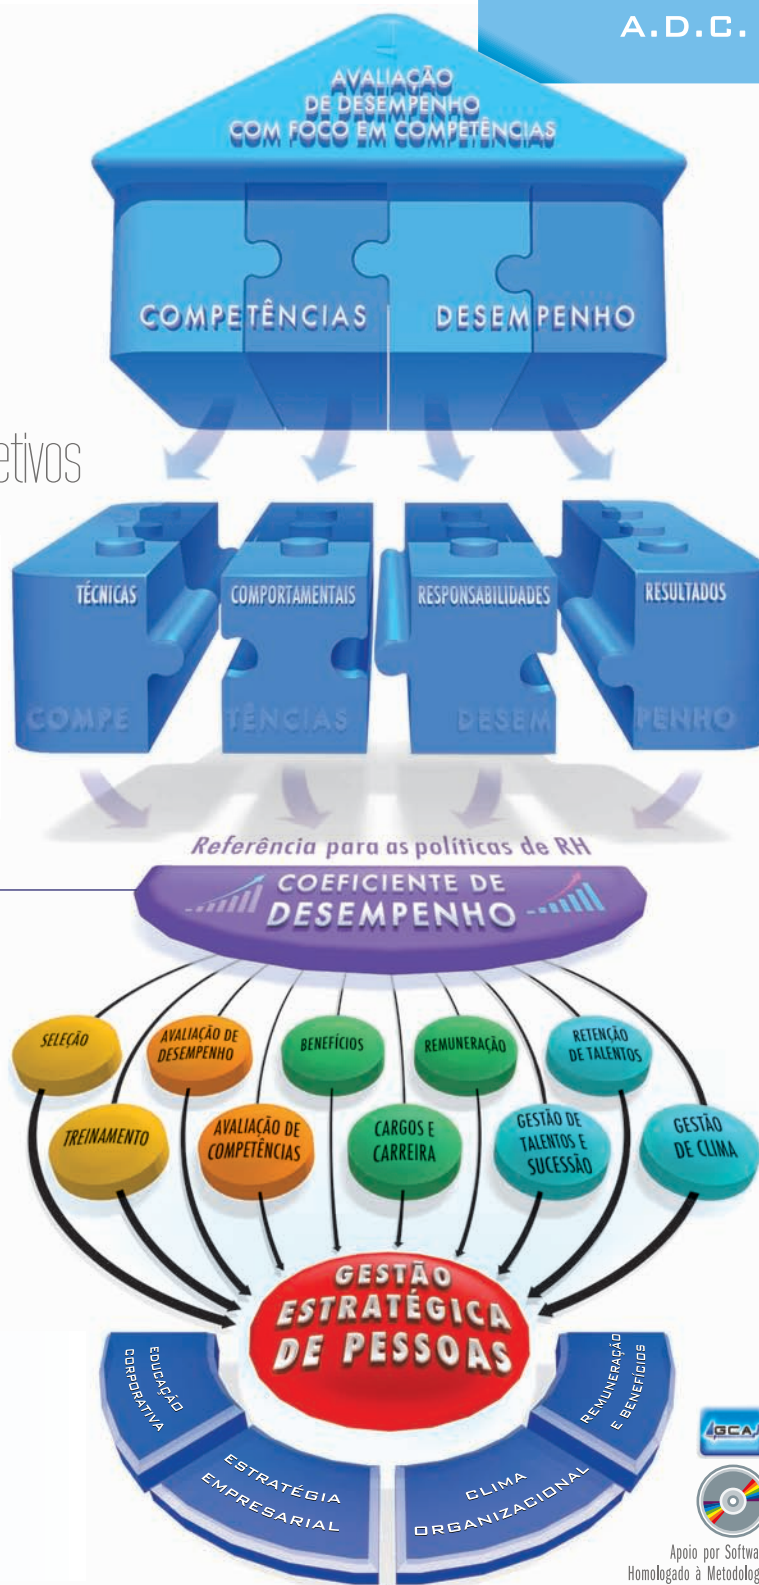 A.D.C.
AVALIAÇÃO
DE DESEMPENHO
COM FOCO EM COMPETÊNCIAS
COMPETÊNCIAS
DESEMPENHO
TÉCNICAS
COMPORTAMENTAIS
RESPONSABILIDADES
RESULTADOS
COMPE
TÊNCIAS
DESEM
PENHO
Referência para as políticas de RH
COEFICIENTE DE
DESEMPENHO
SELEÇÃO
AVALIAÇÃO DE
DESEMPENHO
BENEFÍCIOS
REMUNERAÇÃO
RETENÇÃO
DE TALENTOS
TREINAMENTO
AVALIAÇÃO DE
COMPETÊNCIAS
CARGOS E
CARREIRA
GESTÃO DE
TALENTOS E
SUCESSÃO
GESTÃO
DE CLIMA
GESTÃO
ESTRATÉGICA
DE PESSOAS
EDUCAÇÃO
CORPORATIVA
ESTRATÉGIA
EMPRESARIAL
CLIMA
ORGANIZACIONAL
REMUNERAÇÃO
E BENEFÍCIOS
GCA
Apoio por Softwa
Homologado à Metodolog